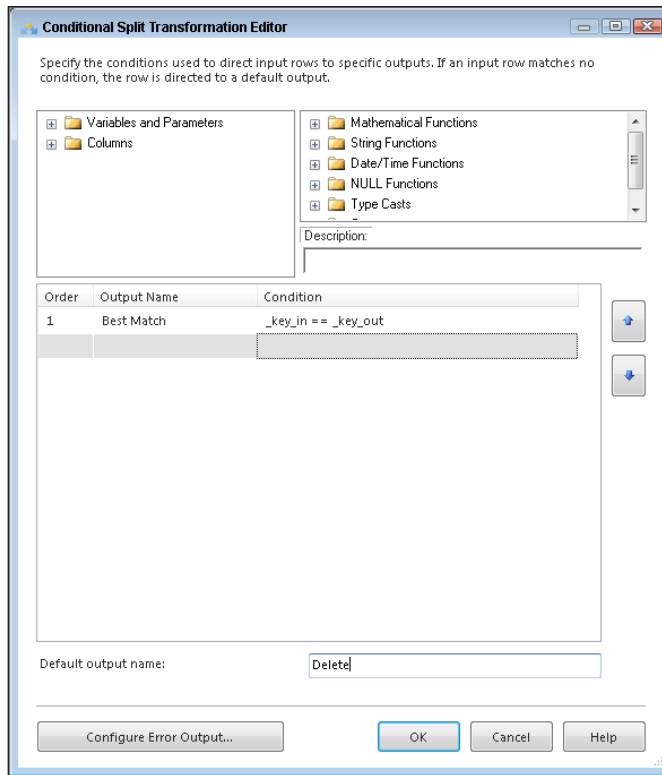 Conditional Split Transformation Editor
Specify the conditions used to direct input rows to specific outputs. If an input row matches no
condition, the row is directed to a default output.
Variables and Parameters
Columns
Mathematical Functions
String Functions
Date/Time Functions
NULL Functions
Type Casts
Description:
Order Output Name Condition
1 Best Match _key_in == _key_out
Default output name: Delete
Configure Error Output... OK Cancel Help